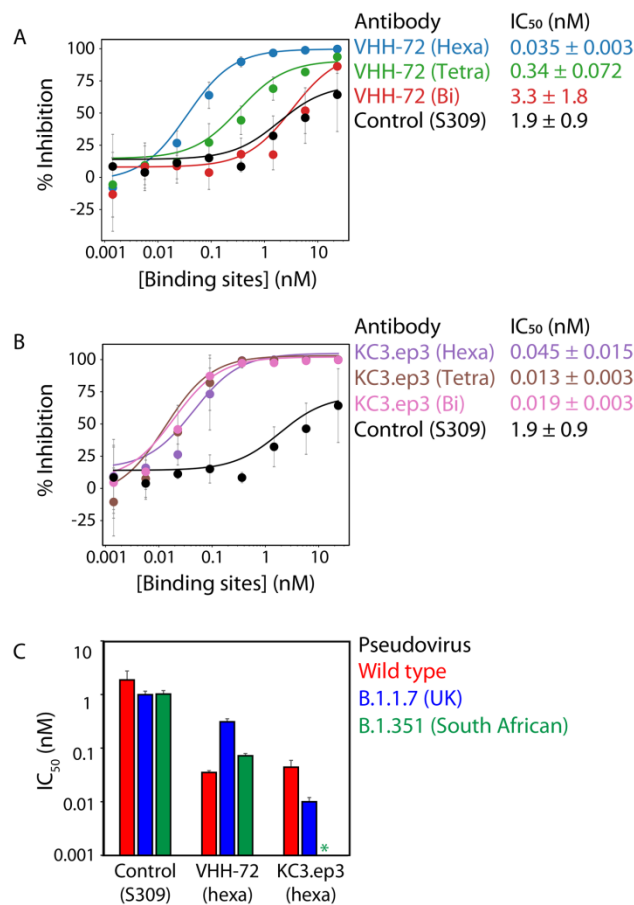 A
Antibody IC₅₀ (nM)
VHH-72 (Hexa) 0.035 ± 0.003
VHH-72 (Tetra) 0.34 ± 0.072
VHH-72 (Bi) 3.3 ± 1.8
Control (S309) 1.9 ± 0.9
% Inhibition
100
75
50
25
0
-25
0.001 0.01 0.1 1 10
[Binding sites] (nM)
B
Antibody IC₅₀ (nM)
KC3.ep3 (Hexa) 0.045 ± 0.015
KC3.ep3 (Tetra) 0.013 ± 0.003
KC3.ep3 (Bi) 0.019 ± 0.003
Control (S309) 1.9 ± 0.9
% Inhibition
100
75
50
25
0
-25
0.001 0.01 0.1 1 10
[Binding sites] (nM)
C
Pseudovirus
Wild type
B.1.1.7 (UK)
B.1.351 (South African)
IC₅₀ (nM)
10
1
0.1
0.01
0.001
*
Control VHH-72 KC3.ep3
(S309) (hexa) (hexa)